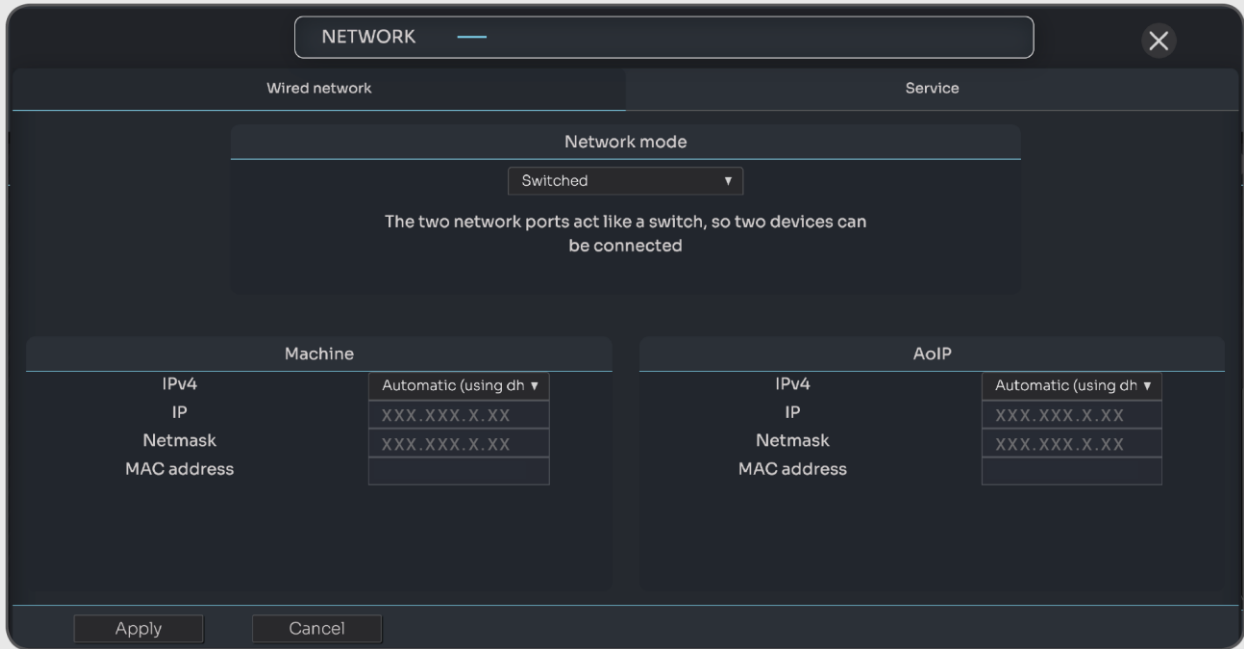 NETWORK
Wired network
Service
Network mode
Switched
The two network ports act like a switch, so two devices can
be connected
Machine
IPv4 Automatic (using dh
IP XXX.XXX.X.XX
Netmask XXX.XXX.X.XX
MAC address
AoIP
IPv4 Automatic (using dh
IP XXX.XXX.X.XX
Netmask XXX.XXX.X.XX
MAC address
Apply
Cancel